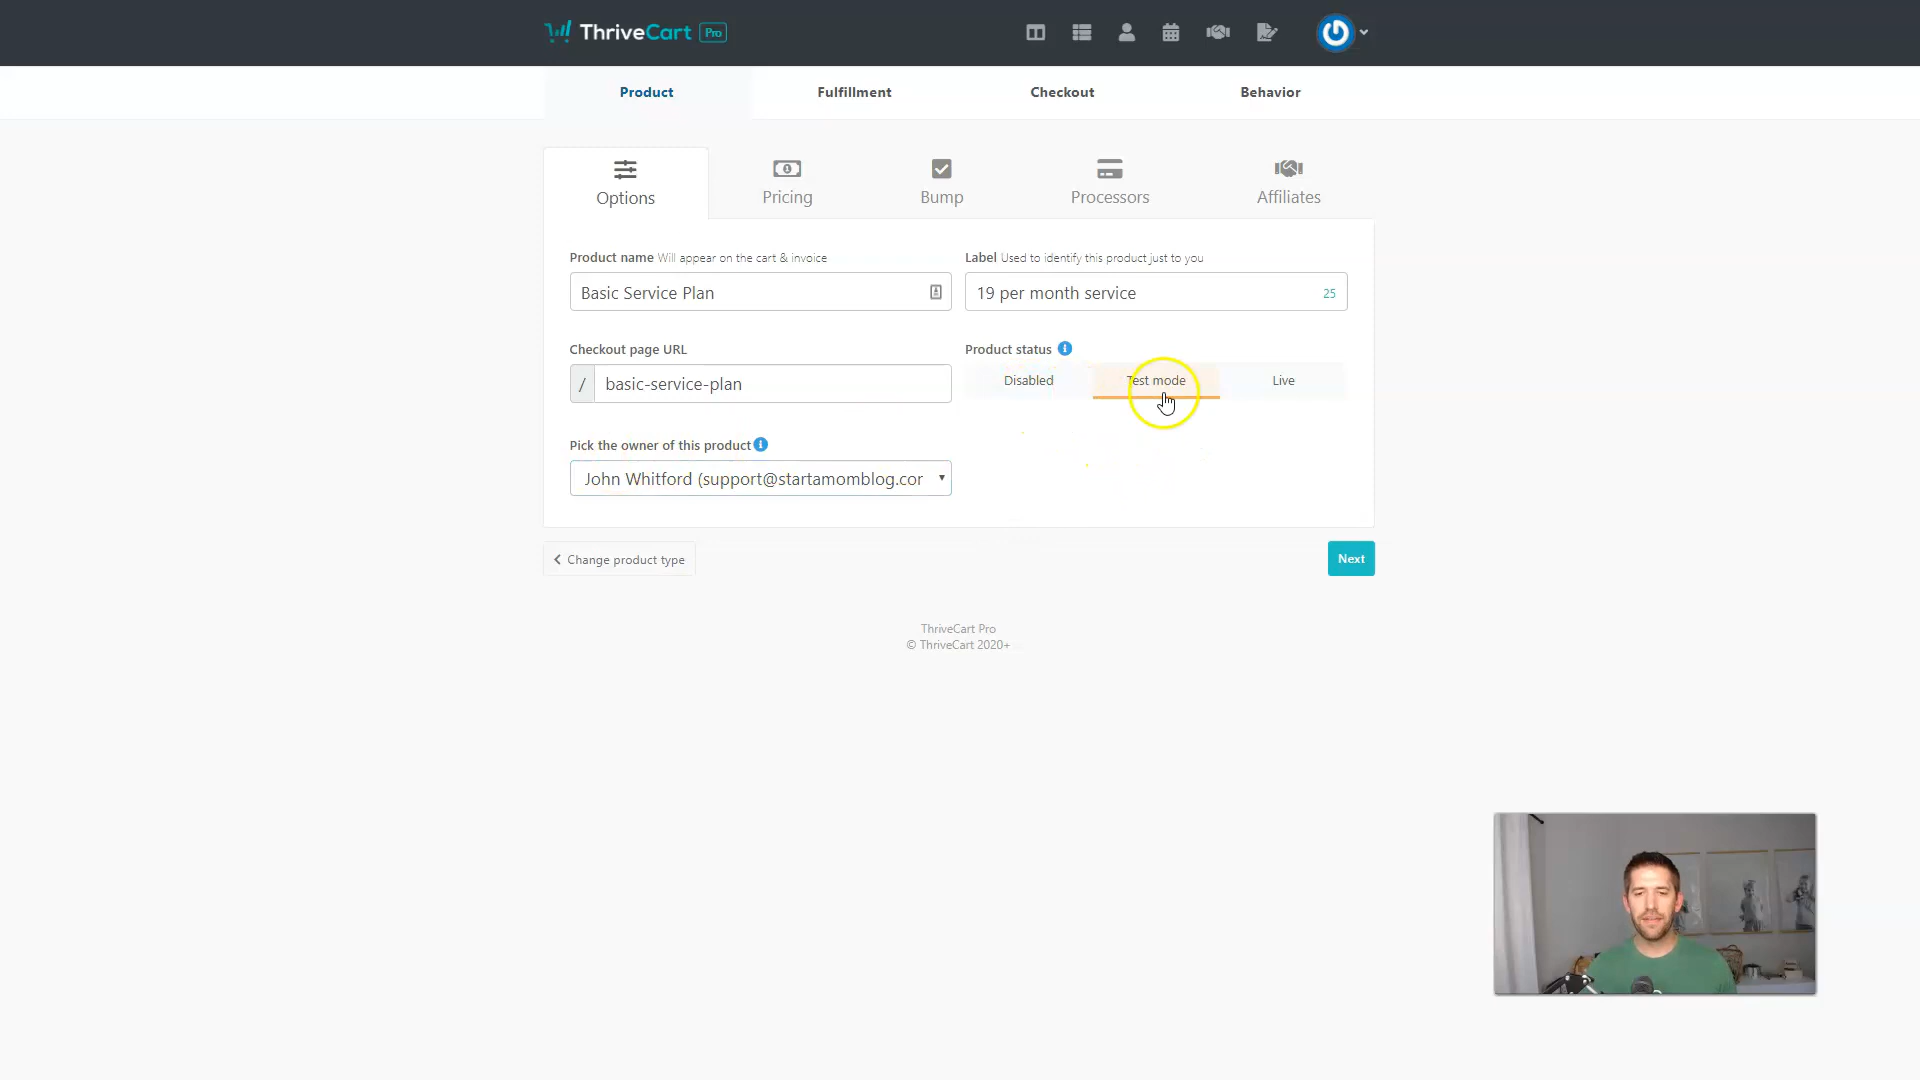 ThriveCart Pro
Product Fulfillment Checkout Behavior
Options Pricing Bump Processors Affiliates
Product name Will appear on the cart & invoice
Label Used to identify this product just to you
Basic Service Plan
19 per month service 25
Checkout page URL
Product status
/ basic-service-plan
Disabled Test mode Live
Pick the owner of this product
John Whitford (support@startamomblog.cor
Change product type
Next
ThriveCart Pro
© ThriveCart 2020+